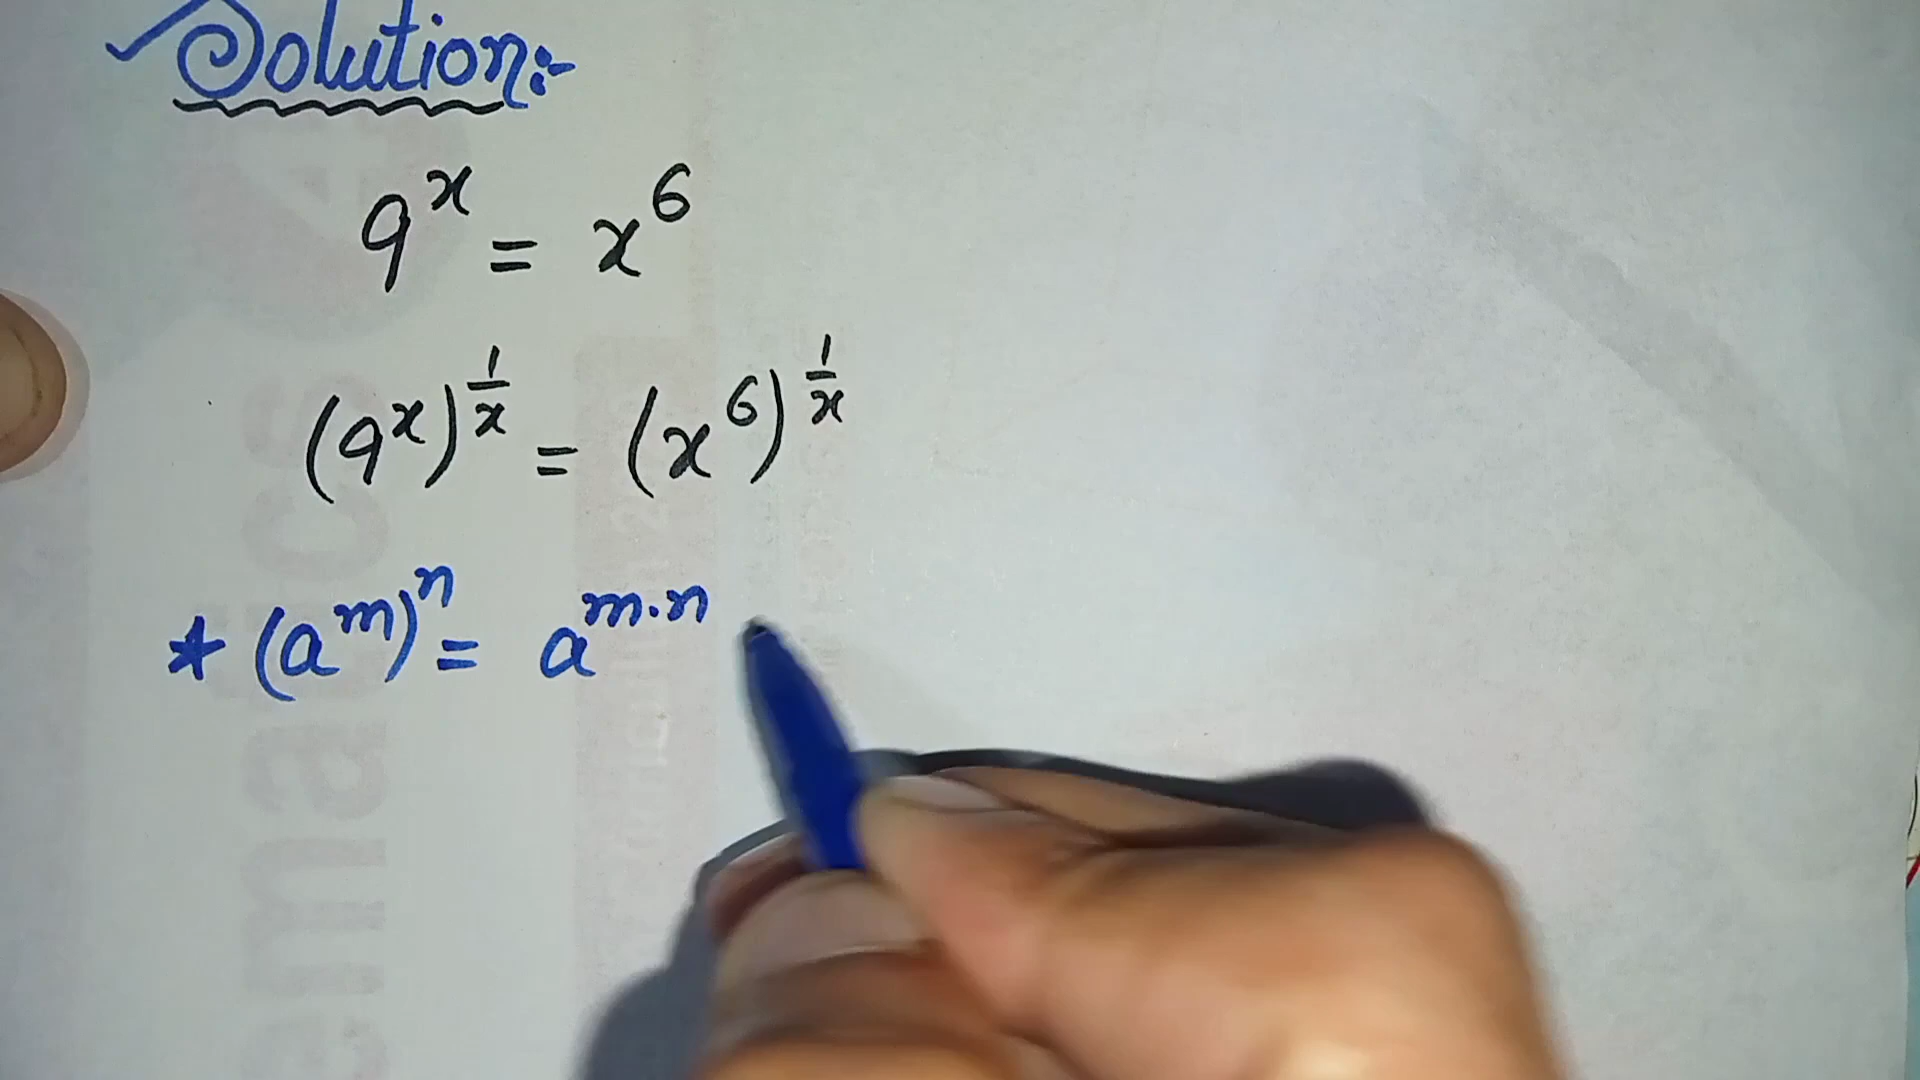 Solution:-
9^x = x^6
(9^x)^(1/x) = (x^6)^(1/x)
* (a^m)^n = a^(m·n)